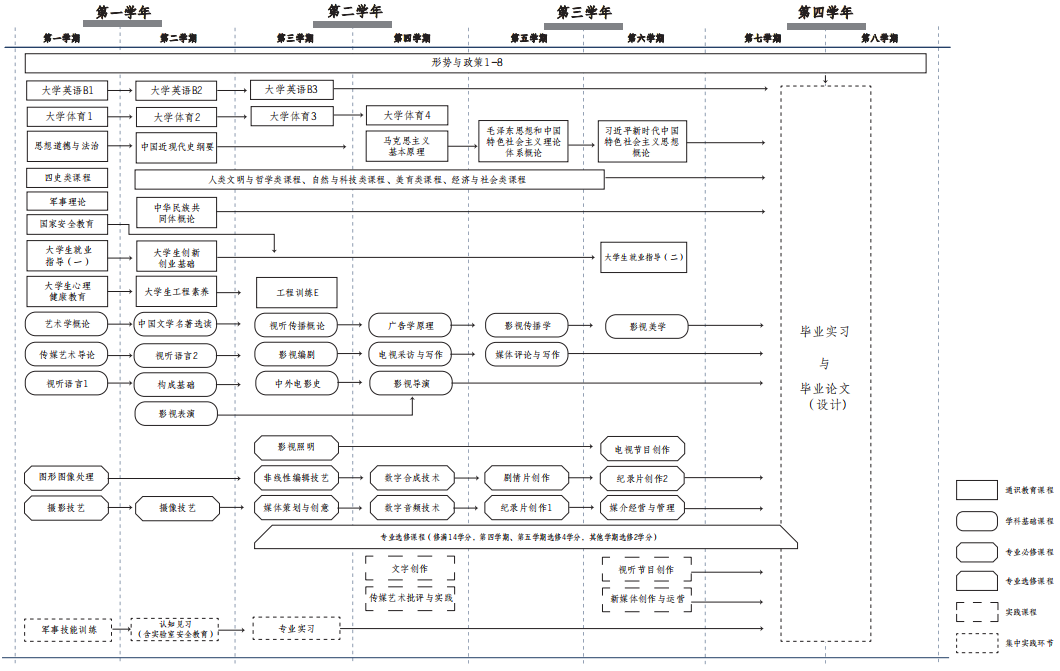 第一学年 第二学年 第三学年 第四学年
第一学期 第二学期 第三学期 第四学期 第五学期 第六学期 第七学期 第八学期
形势与政策1-8
大学英语B1 大学英语B2 大学英语B3
大学体育1 大学体育2 大学体育3 大学体育4
思想道德与法治 中国近现代史纲要
马克思主义
基本原理
毛泽东思想和中国
特色社会主义理论
体系概论
习近平新时代中国
特色社会主义思想
概论
四史类课程 人类文明与哲学类课程、自然与科技类课程、美育类课程、经济与社会类课程
军事理论
中华民族共
同体概论
国家安全教育
大学生就业
指导(一)
大学生创新
创业基础
大学生就业指导(二)
大学生心理
健康教育
大学生工程素养 工程训练E
艺术学概论 中国文学名著选读 视听传播概论 广告学原理 影视传播学 影视美学
传媒艺术导论 视听语言2 影视编剧 电视采访与写作 媒体评论与写作
视听语言1 构成基础 中外电影史 影视导演
影视表演
毕业实习
与
毕业论文
(设计)
影视照明 电视节目创作
图形图像处理 非线性编辑技艺 数字合成技术 剧情片创作 纪录片创作2
摄影技艺 摄像技艺 媒体策划与创意 数字音频技术 纪录片创作1 媒介经营与管理
专业选修课程(修满14学分、第四学期、第五学期选修4学分、其他学期选修2学分)
文字创作 视听节目创作
传媒艺术批评与实践 新媒体创作与运营
军事技能训练
认知见习
(含实验室安全教育)
专业实习
通识教育课程
学科基础课程
专业必修课程
专业选修课程
实践课程
集中实践环节